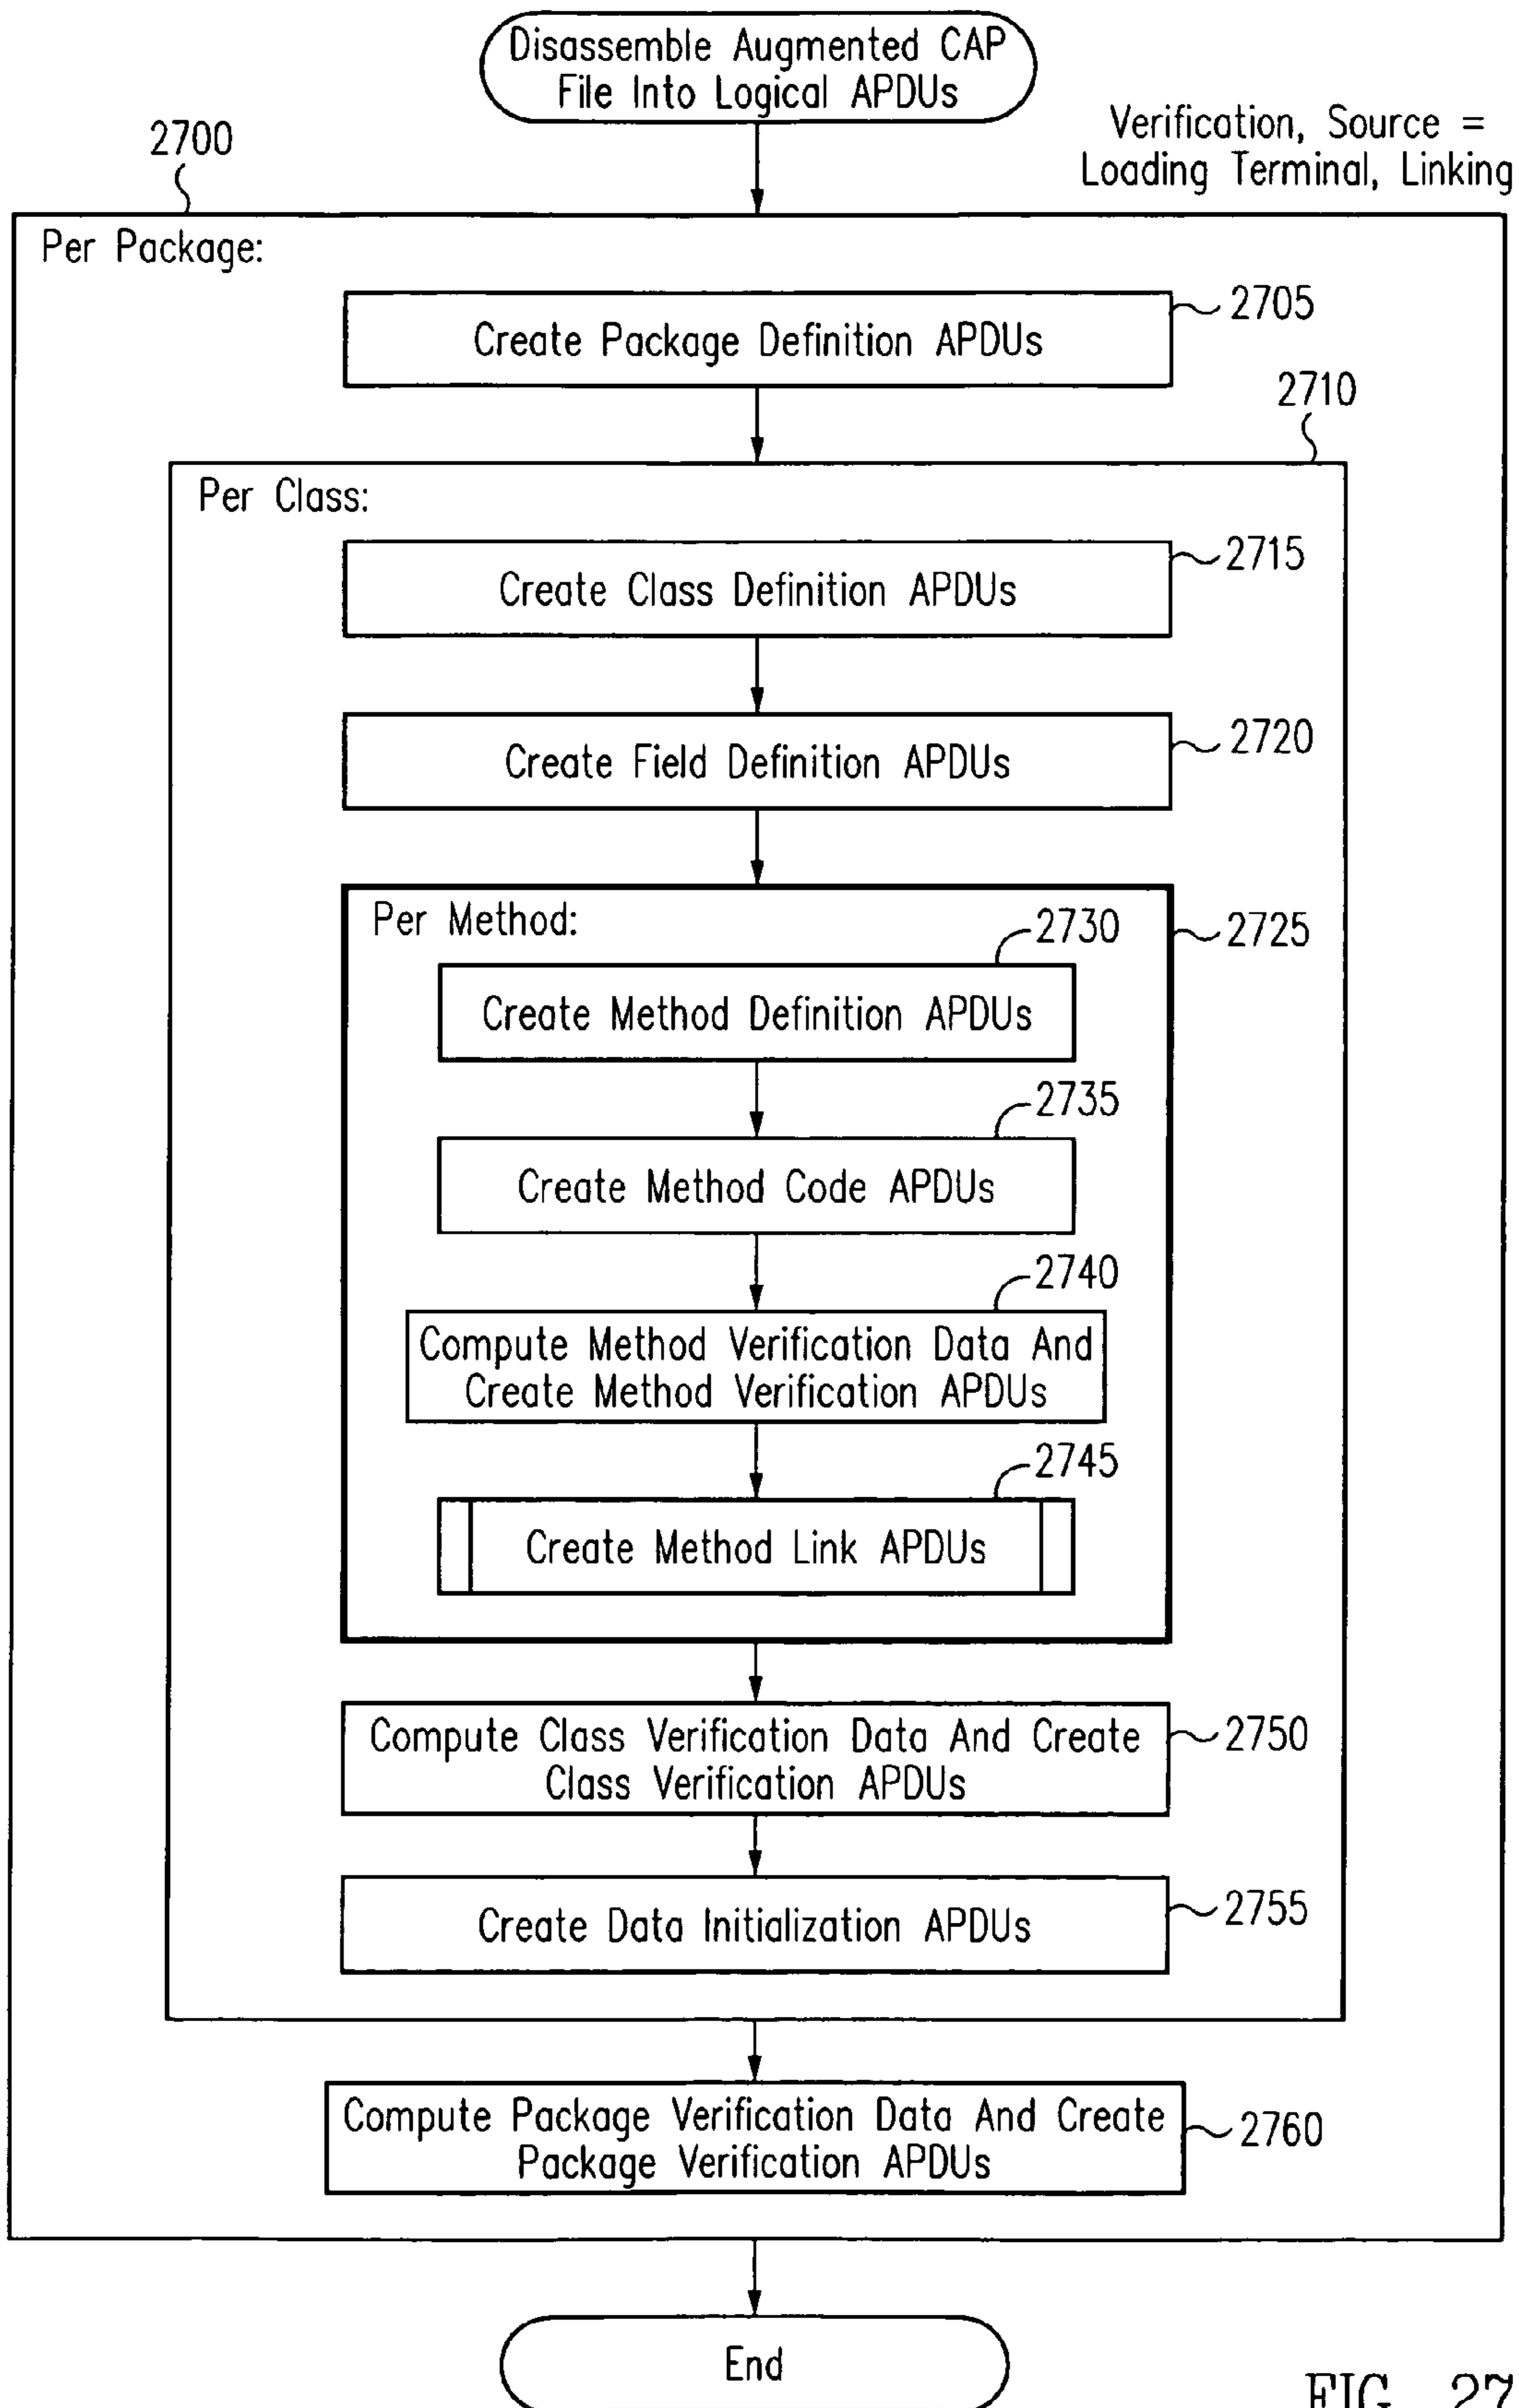 Disassemble Augmented CAP
File Into Logical APDUs
Verification, Source =
Loading Terminal, Linking
2700
Per Package:
2705
Create Package Definition APDUs
2710
Per Class:
2715
Create Class Definition APDUs
2720
Create Field Definition APDUs
Per Method:
2725
2730
Create Method Definition APDUs
2735
Create Method Code APDUs
2740
Compute Method Verification Data And
Create Method Verification APDUs
2745
Create Method Link APDUs
Compute Class Verification Data And Create
Class Verification APDUs
2750
Create Data Initialization APDUs
2755
Compute Package Verification Data And Create
Package Verification APDUs
2760
End
FIG. 27